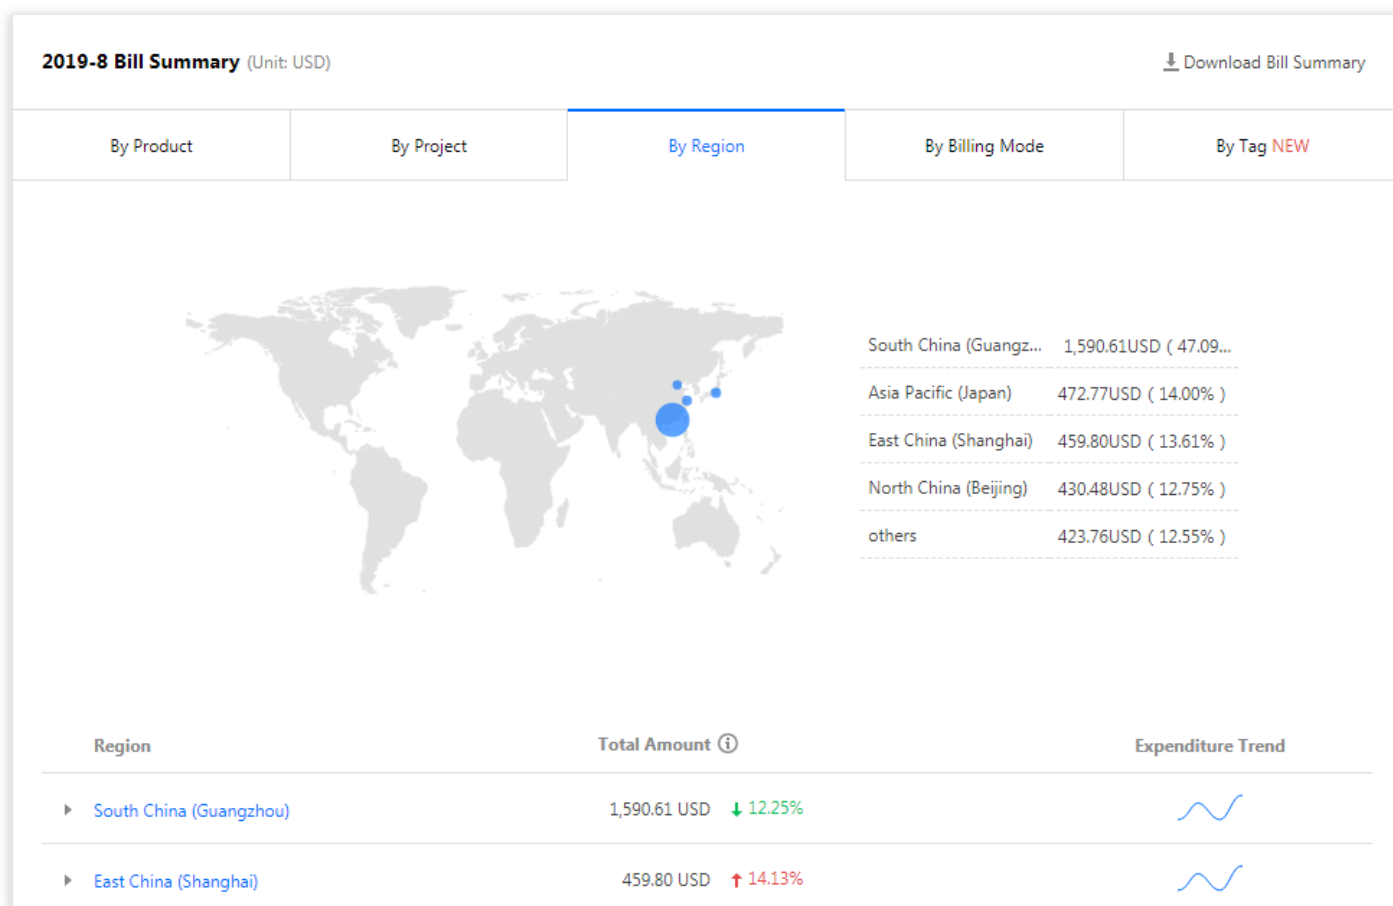 2019-8 Bill Summary (Unit: USD)
Download Bill Summary
By Product
By Project
By Region
By Billing Mode
By Tag NEW
South China (Guangz... 1,590.61USD ( 47.09...
Asia Pacific (Japan) 472.77USD ( 14.00% )
East China (Shanghai) 459.80USD ( 13.61% )
North China (Beijing) 430.48USD ( 12.75% )
others 423.76USD ( 12.55% )
Region Total Amount Expenditure Trend
South China (Guangzhou) 1,590.61 USD 12.25%
East China (Shanghai) 459.80 USD 14.13%